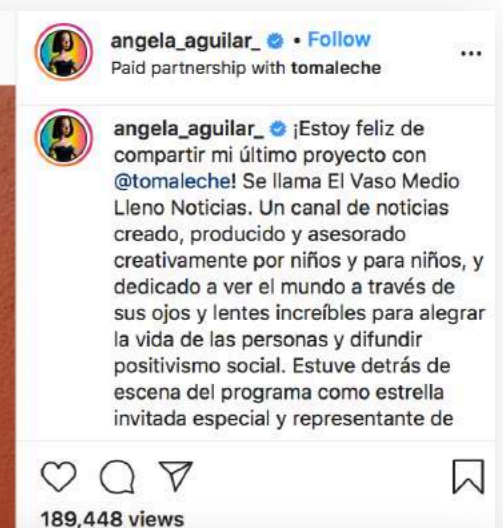 angela_aguilar_ • Follow
Paid partnership with tomaleche
angela_aguilar_ ¡Estoy feliz de
compartir mi último proyecto con
@tomaleche! Se llama El Vaso Medio
Lleno Noticias. Un canal de noticias
creado, producido y asesorado
creativamente por niños y para niños, y
dedicado a ver el mundo a través de
sus ojos y lentes increíbles para alegrar
la vida de las personas y difundir
positivismo social. Estuve detrás de
escena del programa como estrella
invitada especial y representante de
189,448 views